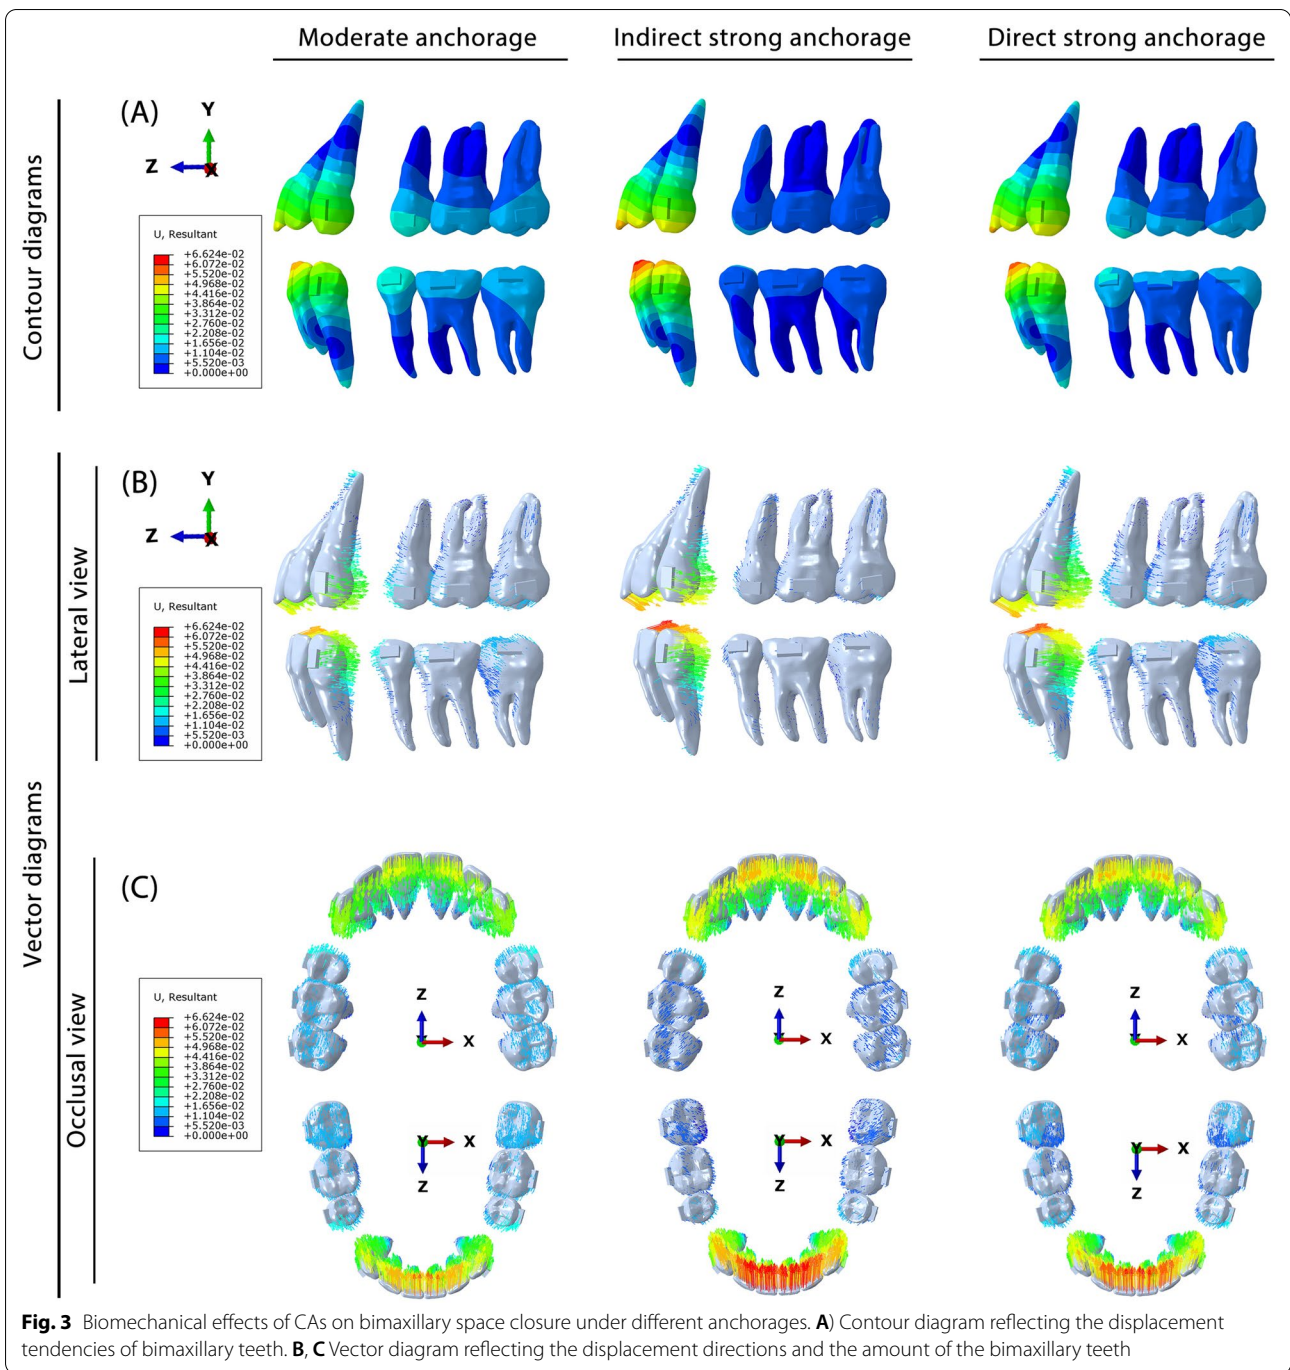 Moderate anchorage Indirect strong anchorage Direct strong anchorage
Contour diagrams
(A)
Y
Z X
U, Resultant
+6.624e-02
+6.072e-02
+5.520e-02
+4.968e-02
+4.416e-02
+3.864e-02
+3.312e-02
+2.760e-02
+2.208e-02
+1.656e-02
+1.104e-02
+5.520e-03
+0.000e+00
Vector diagrams
Lateral view
(B)
Y
Z X
U, Resultant
+6.624e-02
+6.072e-02
+5.520e-02
+4.968e-02
+4.416e-02
+3.864e-02
+3.312e-02
+2.760e-02
+2.208e-02
+1.656e-02
+1.104e-02
+5.520e-03
+0.000e+00
Occlusal view
(C)
Z Z Z
Y X Y X Y X
U, Resultant
+6.624e-02
+6.072e-02
+5.520e-02
+4.968e-02
+4.416e-02
+3.864e-02
+3.312e-02
+2.760e-02
+2.208e-02
+1.656e-02
+1.104e-02
+5.520e-03
+0.000e+00
Y X Y X Y X
Z Z Z
Fig. 3 Biomechanical effects of CAs on bimaxillary space closure under different anchorages. A) Contour diagram reflecting the displacement
tendencies of bimaxillary teeth. B, C Vector diagram reflecting the displacement directions and the amount of the bimaxillary teeth